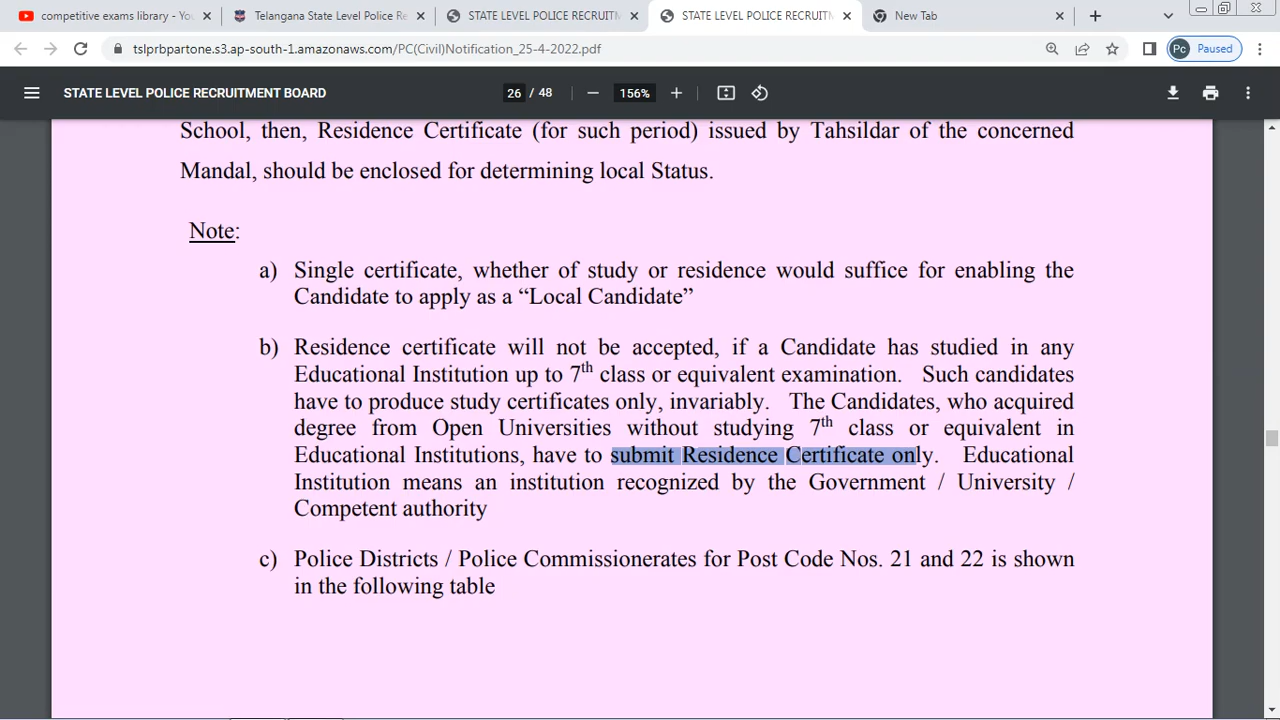 competitive exams library - You
Telangana State Level Police Re
STATE LEVEL POLICE RECRUITM
STATE LEVEL POLICE RECRUITM
New Tab
tslprbpartone.s3.ap-south-1.amazonaws.com/PC(Civil)Notification_25-4-2022.pdf
Pc Paused
STATE LEVEL POLICE RECRUITMENT BOARD
26 / 48
156%
School, then, Residence Certificate (for such period) issued by Tahsildar of the concerned
Mandal, should be enclosed for determining local Status.
Note:
a) Single certificate, whether of study or residence would suffice for enabling the
Candidate to apply as a “Local Candidate”
b) Residence certificate will not be accepted, if a Candidate has studied in any
Educational Institution up to 7th class or equivalent examination. Such candidates
have to produce study certificates only, invariably. The Candidates, who acquired
degree from Open Universities without studying 7th class or equivalent in
Educational Institutions, have to submit Residence Certificate only. Educational
Institution means an institution recognized by the Government / University /
Competent authority
c) Police Districts / Police Commissionerates for Post Code Nos. 21 and 22 is shown
in the following table